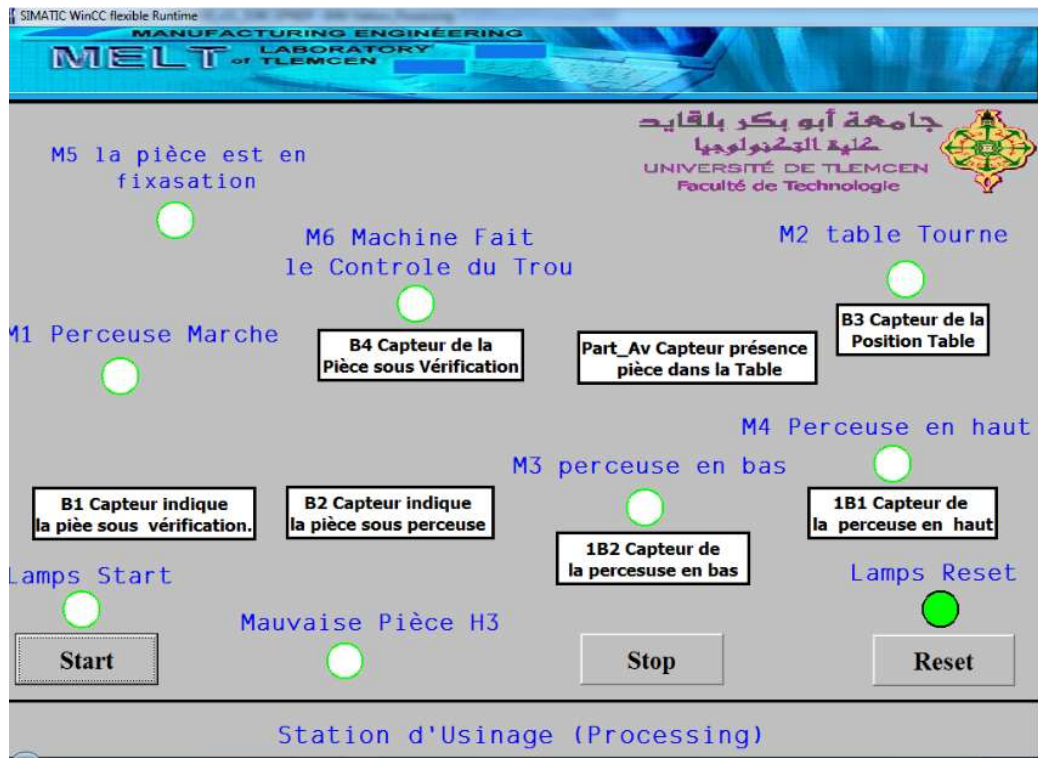 SIMATIC WinCC flexible Runtime
MANUFACTURING ENGINEERING
MELT LABORATORY
of TLEMCEN
جامعة أبو بكر بلقايد
كلية التكنولوجيا
UNIVERSITÉ DE TLEMCEN
Faculté de Technologie
M5 la pièce est en
fixasation
M6 Machine Fait
le Controle du Trou
M2 table Tourne
M1 Perceuse Marche
B4 Capteur de la
Pièce sous Vérification
Part_Av Capteur présence
pièce dans la Table
B3 Capteur de la
Position Table
M4 Perceuse en haut
M3 perceuse en bas
B1 Capteur indique
la pièe sous vérification.
B2 Capteur indique
la pièce sous perceuse
1B2 Capteur de
la percesuse en bas
1B1 Capteur de
la perceuse en haut
Lamps Start
Mauvaise Pièce H3
Lamps Reset
Start
Stop
Reset
Station d'Usinage (Processing)